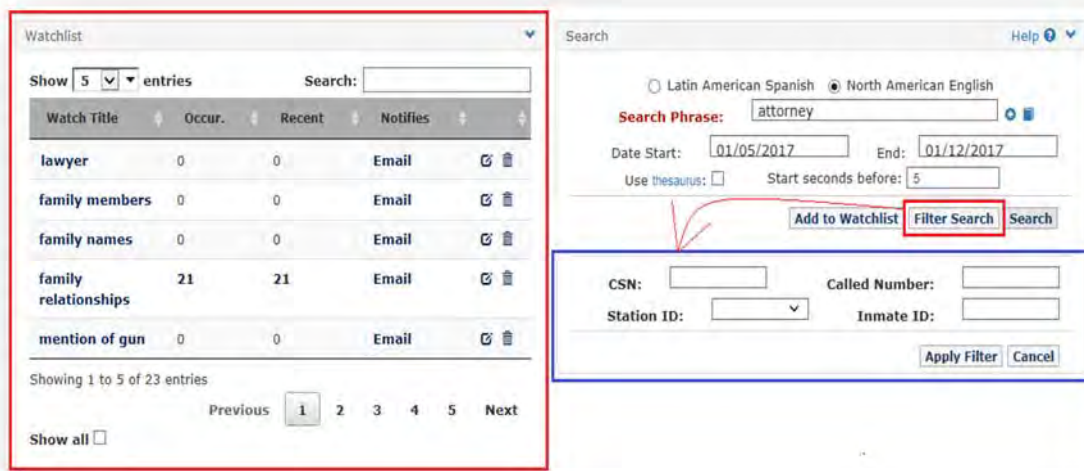 Watchlist
Show 5 entries Search:
Watch Title Occur. Recent Notifies
lawyer 0 0 Email
family members 0 0 Email
family names 0 0 Email
family relationships 21 21 Email
mention of gun 0 0 Email
Showing 1 to 5 of 23 entries
Previous 1 2 3 4 5 Next
Show all
Search Help ?
Latin American Spanish North American English
Search Phrase: attorney
Date Start: 01/05/2017 End: 01/12/2017
Use thesaurus: Start seconds before: 5
Add to Watchlist Filter Search Search
CSN: Called Number:
Station ID: Inmate ID:
Apply Filter Cancel